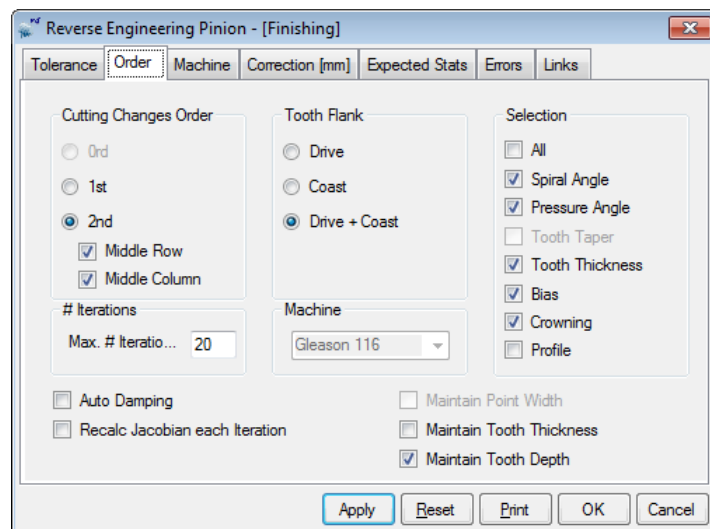 Reverse Engineering Pinion - [Finishing]
Tolerance Order Machine Correction [mm] Expected Stats Errors Links
Cutting Changes Order
0rd
1st
2nd
Middle Row
Middle Column
Tooth Flank
Drive
Coast
Drive + Coast
Selection
All
Spiral Angle
Pressure Angle
Tooth Taper
Tooth Thickness
Bias
Crowning
Profile
# Iterations
Max. # Iteratio... 20
Machine
Gleason 116
Auto Damping
Recalc Jacobian each Iteration
Maintain Point Width
Maintain Tooth Thickness
Maintain Tooth Depth
Apply Reset Print OK Cancel